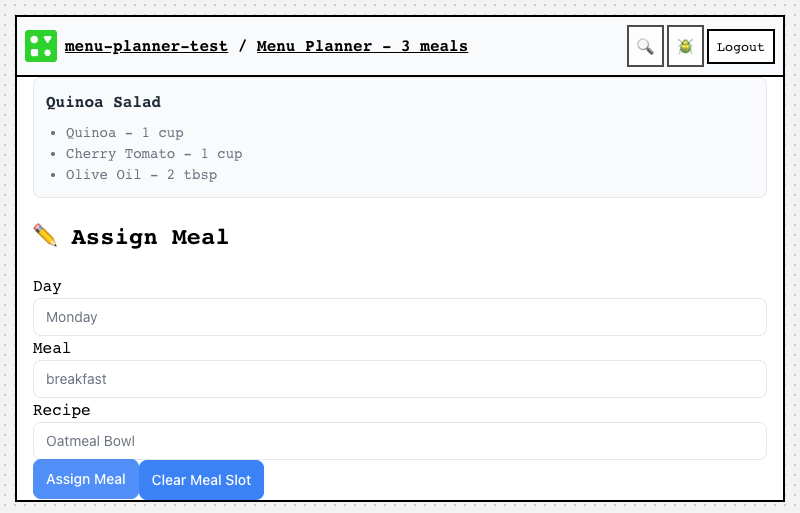 menu-planner-test / Menu Planner - 3 meals
Logout
Quinoa Salad
• Quinoa - 1 cup
• Cherry Tomato - 1 cup
• Olive Oil - 2 tbsp
✏️ Assign Meal
Day
Monday
Meal
breakfast
Recipe
Oatmeal Bowl
Assign Meal
Clear Meal Slot